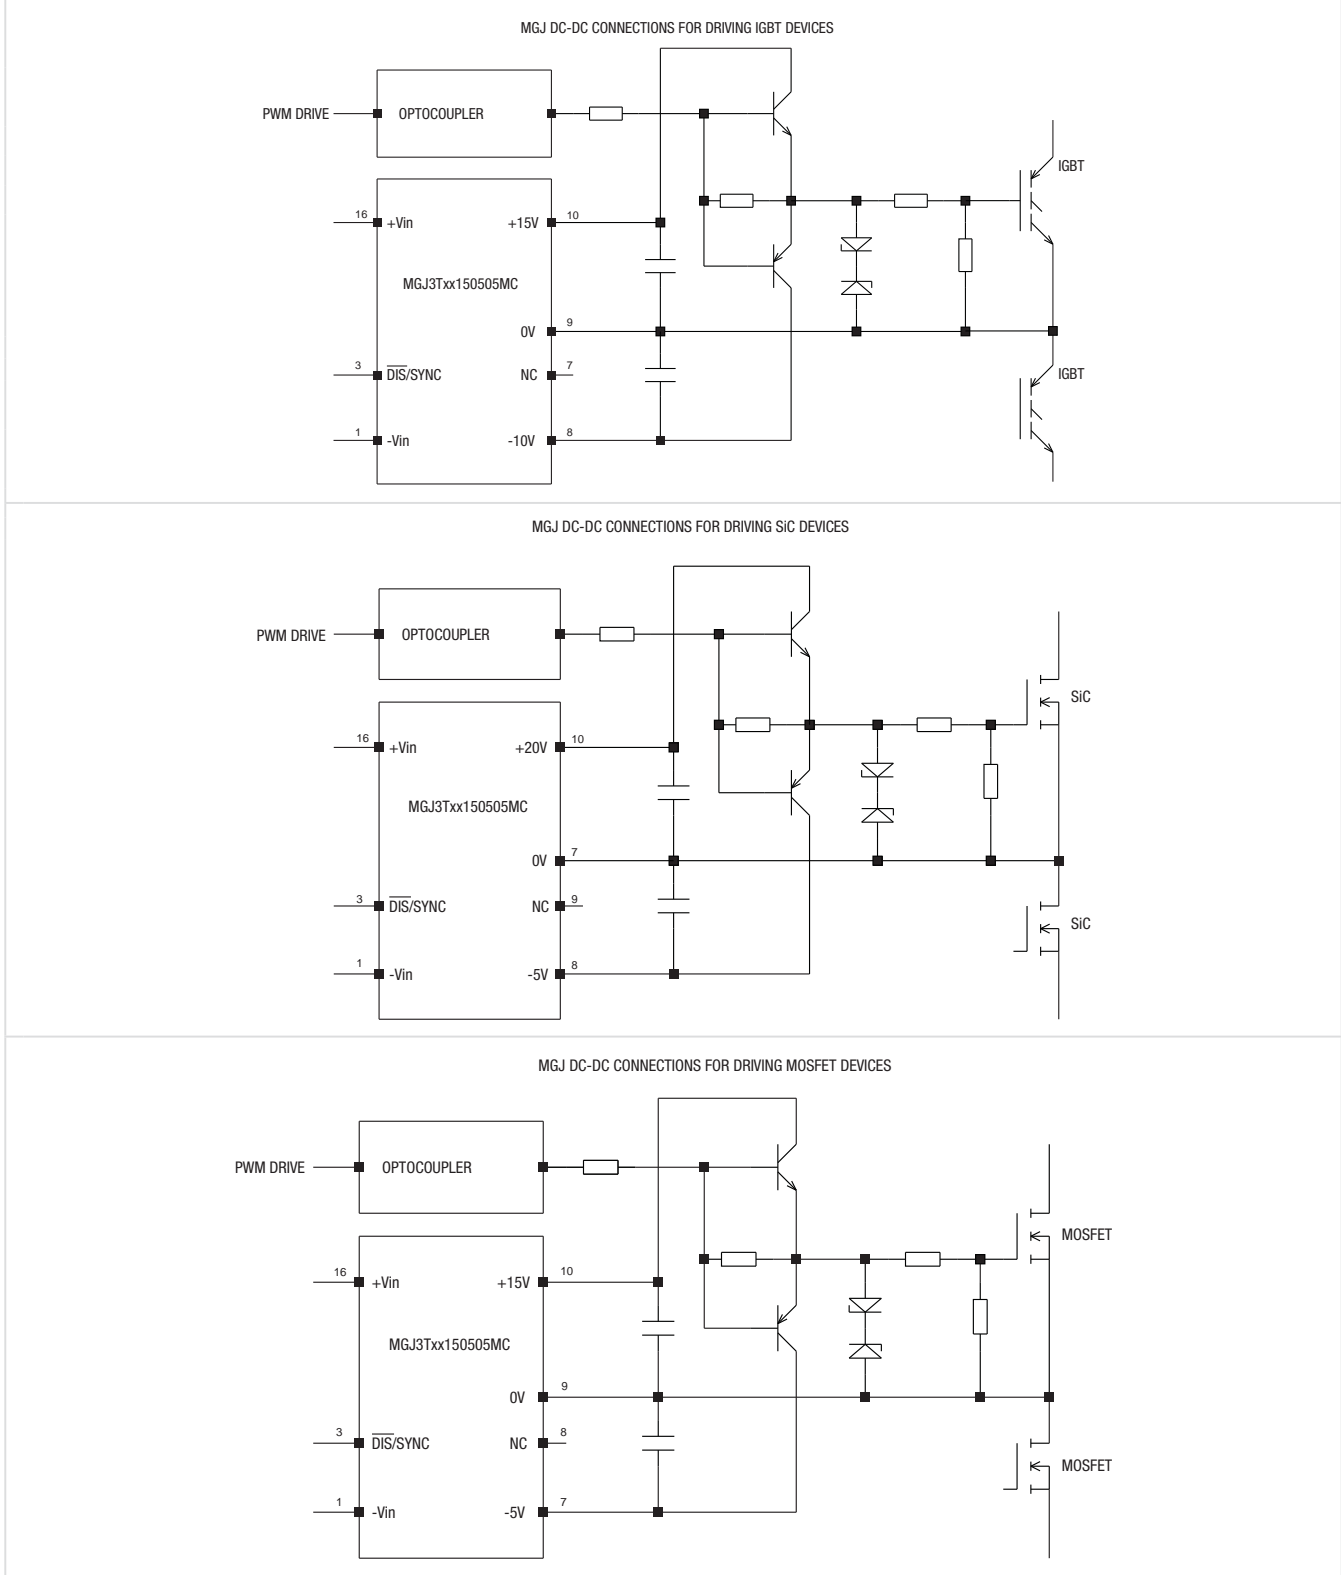 MGJ DC-DC CONNECTIONS FOR DRIVING IGBT DEVICES
PWM DRIVE
OPTOCOUPLER
IGBT
16
+Vin
+15V
10
MGJ3Txx150505MC
0V
9
3
DIS/SYNC
NC
7
IGBT
1
-Vin
-10V
8
MGJ DC-DC CONNECTIONS FOR DRIVING SiC DEVICES
PWM DRIVE
OPTOCOUPLER
SiC
16
+Vin
+20V
10
MGJ3Txx150505MC
0V
7
3
DIS/SYNC
NC
9
SiC
1
-Vin
-5V
8
MGJ DC-DC CONNECTIONS FOR DRIVING MOSFET DEVICES
PWM DRIVE
OPTOCOUPLER
MOSFET
16
+Vin
+15V
10
MGJ3Txx150505MC
0V
9
3
DIS/SYNC
NC
8
MOSFET
1
-Vin
-5V
7